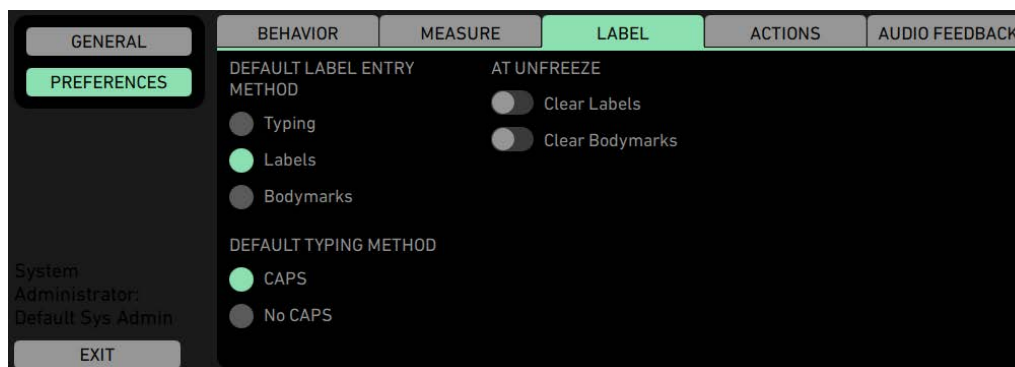 GENERAL
PREFERENCES
BEHAVIOR
MEASURE
LABEL
ACTIONS
AUDIO FEEDBACK
DEFAULT LABEL ENTRY
METHOD
Typing
Labels
Bodymarks
DEFAULT TYPING METHOD
CAPS
No CAPS
AT UNFREEZE
Clear Labels
Clear Bodymarks
System
Administrator:
Default Sys Admin
EXIT